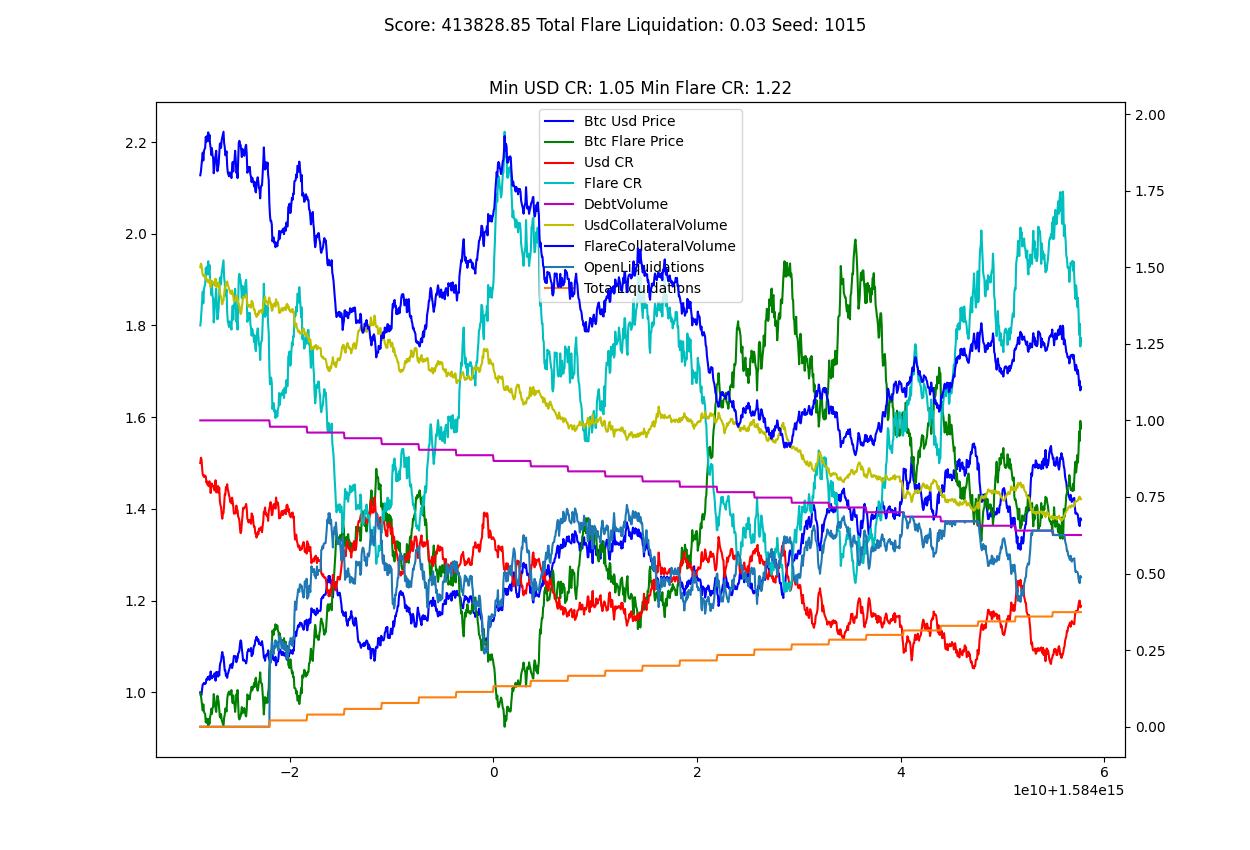 Score: 413828.85 Total Flare Liquidation: 0.03 Seed: 1015
Min USD CR: 1.05 Min Flare CR: 1.22
Btc Usd Price
Btc Flare Price
Usd CR
Flare CR
DebtVolume
UsdCollateralVolume
FlareCollateralVolume
OpenLiquidations
TotalLiquidations
2.2
2.0
1.8
1.6
1.4
1.2
1.0
2.00
1.75
1.50
1.25
1.00
0.75
0.50
0.25
0.00
−2 0 2 4 6
1e10+1.584e15